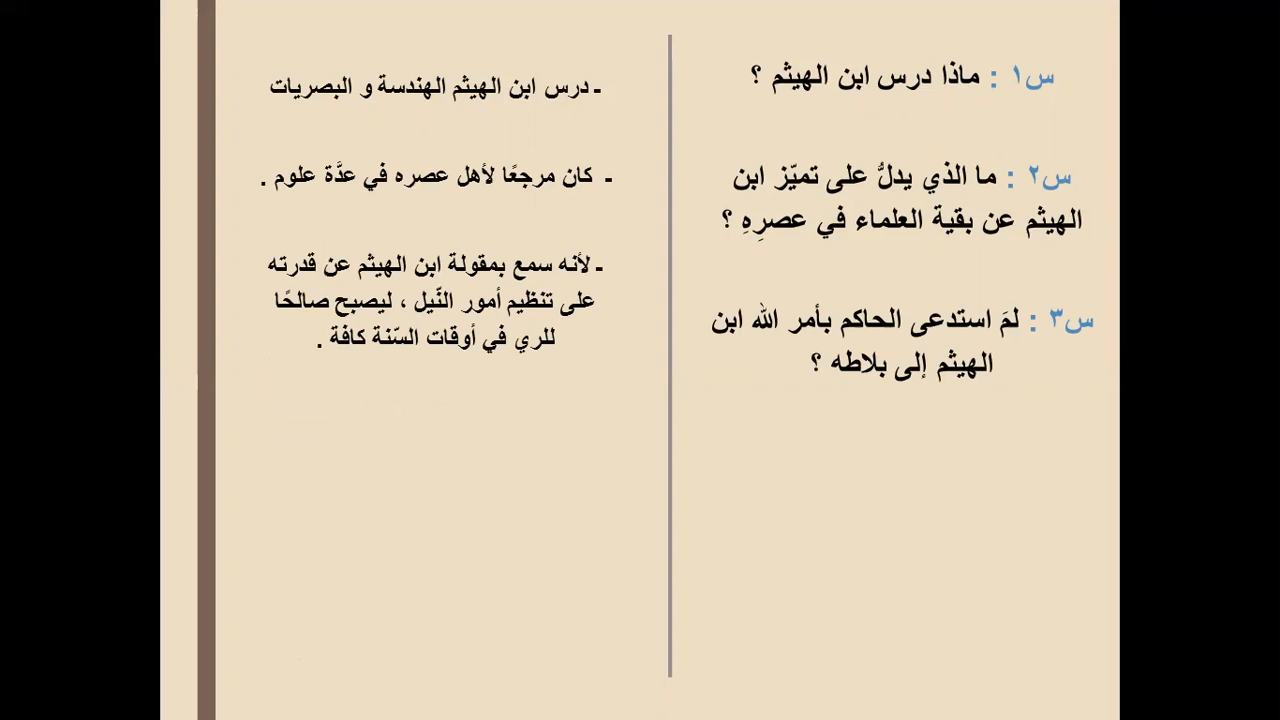 س١ : ماذا درس ابن الهيثم ؟
س٢ : ما الذي يدلُّ على تميّز ابن
الهيثم عن بقية العلماء في عصرِهِ ؟
س٣ : لمَ استدعى الحاكم بأمر الله ابن
الهيثم إلى بلاطه ؟
- درس ابن الهيثم الهندسة و البصريات
- كان مرجعًا لأهل عصره في عدَّة علوم .
- لأنه سمع بمقولة ابن الهيثم عن قدرته
على تنظيم أمور النّيل ، ليصبح صالحًا
للري في أوقات السّنة كافة .